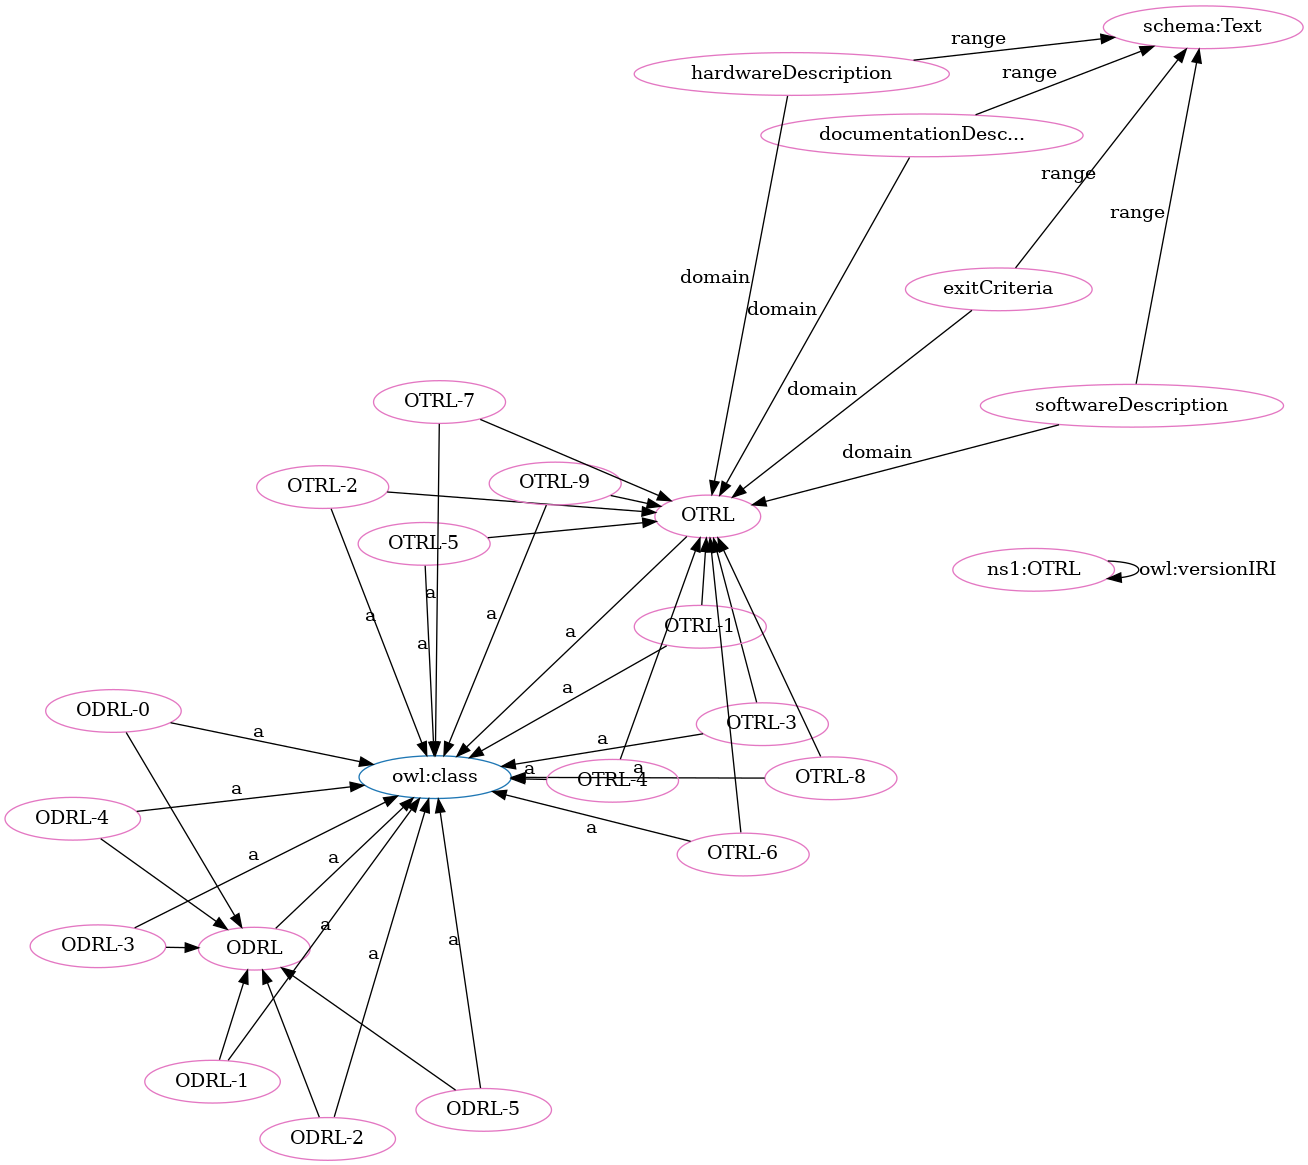 schema:Text
range
hardwareDescription
range
documentationDesc...
range
range
domain
exitCriteria
domain
domain
OTRL-7
softwareDescription
domain
OTRL-2
OTRL-9
OTRL
OTRL-5
ns1:OTRL
owl:versionIRI
a
a
a
a
a
OTRL-1
a
ODRL-0
OTRL-3
a
a
a
a
owl:class
OTRL-4
OTRL-8
a
ODRL-4
a
OTRL-6
a
a
a
a
a
ODRL-3
ODRL
ODRL-1
ODRL-5
ODRL-2